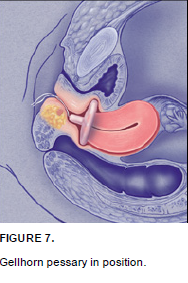 FIGURE 7.
Gellhorn pessary in position.